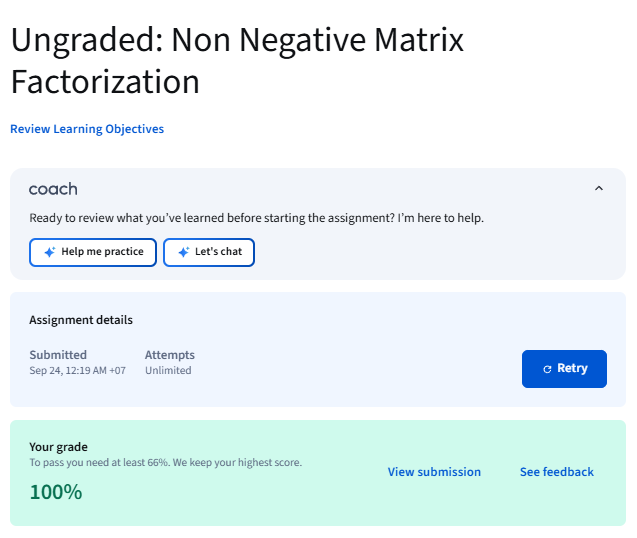 Ungraded: Non Negative Matrix
Factorization
Review Learning Objectives
coach
Ready to review what you've learned before starting the assignment? I'm here to help.
Help me practice
Let's chat
Assignment details
Submitted
Attempts
Sep 24, 12:19 AM +07
Unlimited
Retry
Your grade
To pass you need at least 66%. We keep your highest score.
100%
View submission
See feedback